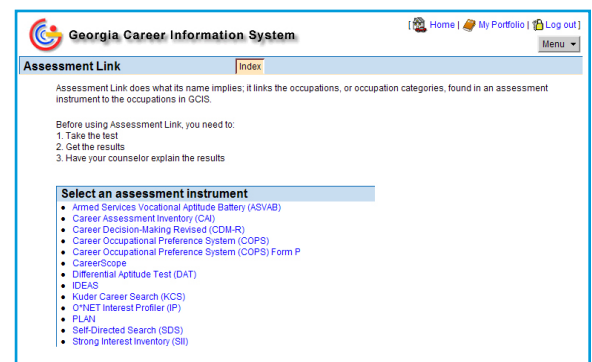 Georgia Career Information System
[ Home | My Portfolio | Log out ]
Menu
Assessment Link
Index
Assessment Link does what its name implies; it links the occupations, or occupation categories, found in an assessment
instrument to the occupations in GCIS.
Before using Assessment Link, you need to:
1. Take the test
2. Get the results
3. Have your counselor explain the results
Select an assessment instrument
• Armed Services Vocational Aptitude Battery (ASVAB)
• Career Assessment Inventory (CAI)
• Career Decision-Making Revised (CDM-R)
• Career Occupational Preference System (COPS)
• Career Occupational Preference System (COPS) Form P
• CareerScope
• Differential Aptitude Test (DAT)
• IDEAS
• Kuder Career Search (KCS)
• O*NET Interest Profiler (IP)
• PLAN
• Self-Directed Search (SDS)
• Strong Interest Inventory (SII)